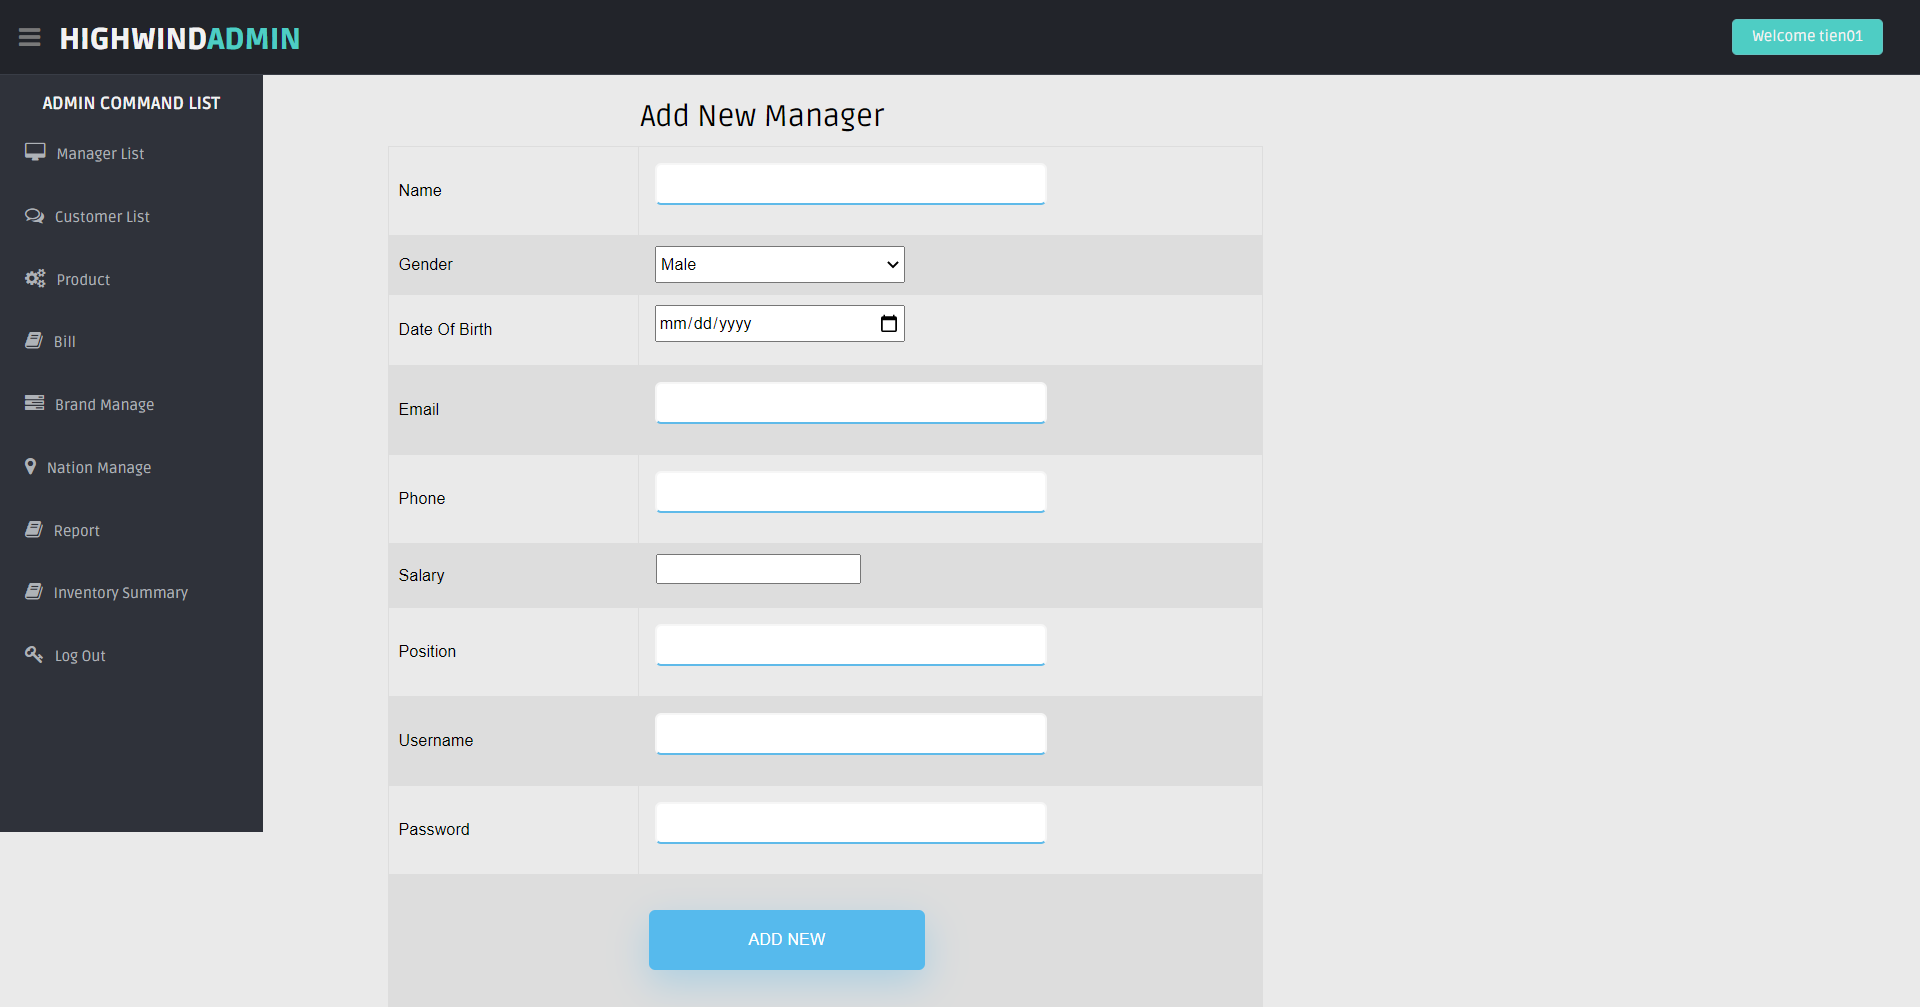 HIGHWINDADMIN
Welcome tien01
ADMIN COMMAND LIST
Manager List
Customer List
Product
Bill
Brand Manage
Nation Manage
Report
Inventory Summary
Log Out
Add New Manager
Name
Gender
Male
Date Of Birth
mm/dd/yyyy
Email
Phone
Salary
Position
Username
Password
ADD NEW